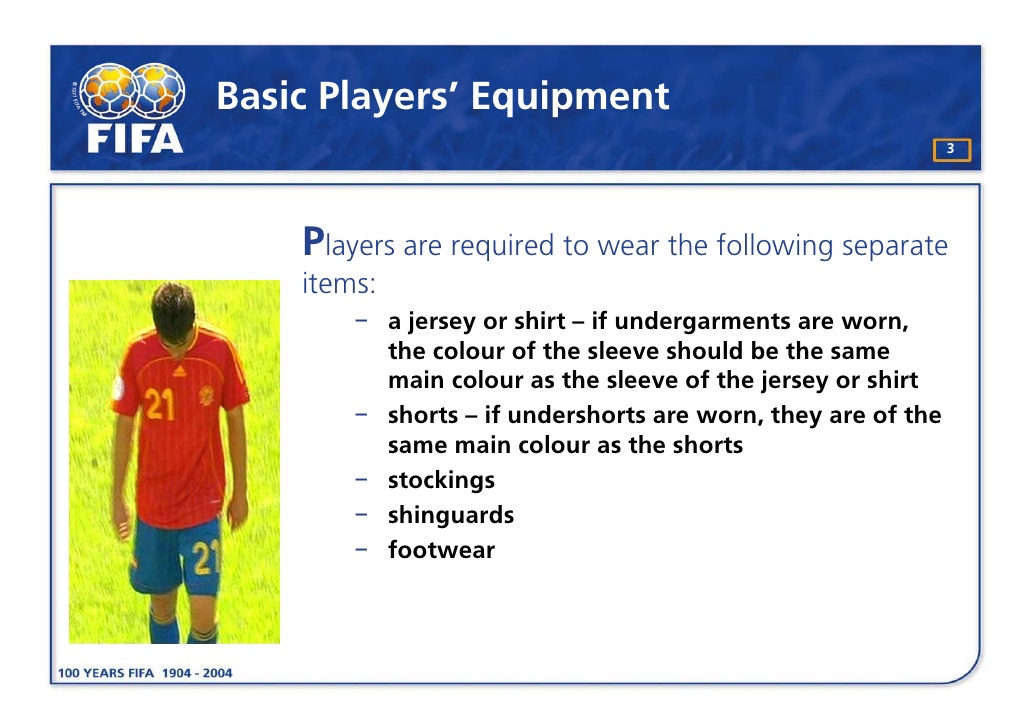 Basic Players’ Equipment
FIFA
3
Players are required to wear the following separate
items:
– a jersey or shirt – if undergarments are worn,
the colour of the sleeve should be the same
main colour as the sleeve of the jersey or shirt
– shorts – if undershorts are worn, they are of the
same main colour as the shorts
– stockings
– shinguards
– footwear
21
21
100 YEARS FIFA 1904 - 2004